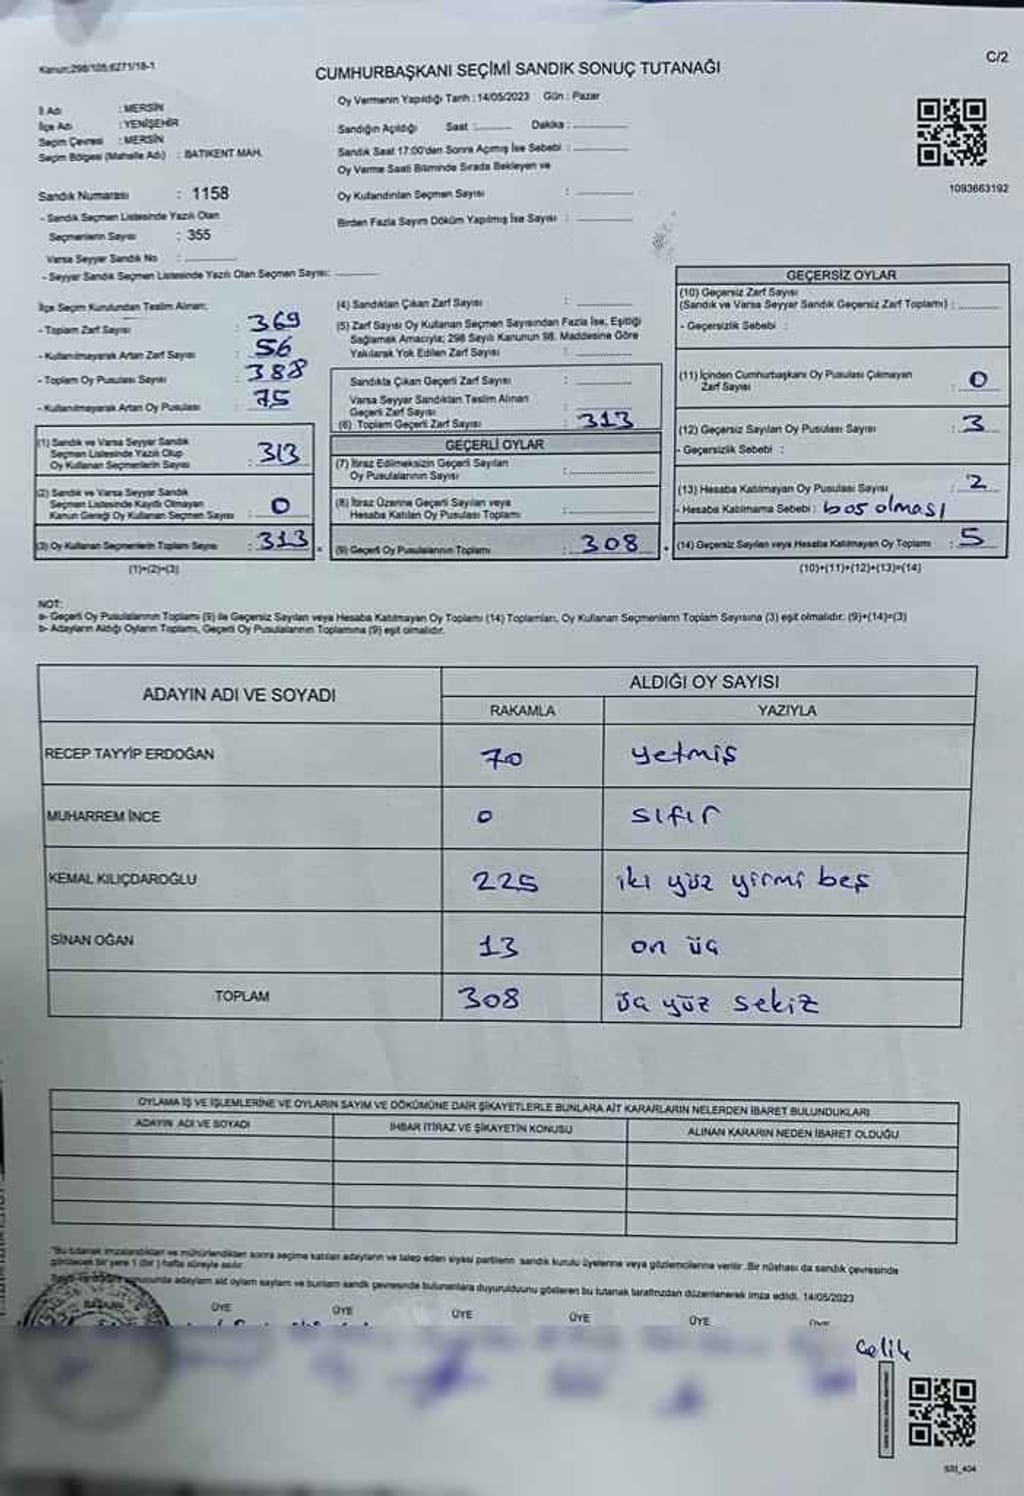 Kanun:298/105,6271/18-1
C/2
CUMHURBAŞKANI SEÇİMİ SANDIK SONUÇ TUTANAĞI
İl Adı : MERSİN
İlçe Adı : YENİŞEHİR
Seçim Çevresi : MERSİN
Seçim Bölgesi (Mahalle Adı) : BATIKENT MAH.
Sandık Numarası : 1158
- Sandık Seçmen Listesinde Yazılı Olan
Seçmenlerin Sayısı : 355
Varsa Seyyar Sandık No :
- Seyyar Sandık Seçmen Listesinde Yazılı Olan Seçmen Sayısı:
Oy Vermenin Yapıldığı Tarih : 14/05/2023 Gün : Pazar
Sandığın Açıldığı Saat : Dakika :
Sandık Saat 17:00'den Sonra Açmış İse Sebebi :
Oy Verme Saati Bitiminde Sırada Bekleyen ve
Oy Kullandırılan Seçmen Sayısı :
Birden Fazla Sayım Döküm Yapılmış İse Sayısı :
1093663192
İlçe Seçim Kurulundan Teslim Alınan;
- Toplam Zarf Sayısı : 369
- Kullanılmayarak Artan Zarf Sayısı : 56
- Toplam Oy Pusulası Sayısı : 388
- Kullanılmayarak Artan Oy Pusulası : 75
(1) Sandık ve Varsa Seyyar Sandık
Seçmen Listesinde Yazılı Olup
Oy Kullanan Seçmenlerin Sayısı : 313
(2) Sandık ve Varsa Seyyar Sandık
Seçmen Listesinde Kayıtlı Olmayan
Kanun Gereği Oy Kullanan Seçmen Sayısı : 0
(3) Oy Kullanan Seçmenlerin Toplam Sayısı : 313
(1)+(2)=(3)
(4) Sandıktan Çıkan Zarf Sayısı :
(5) Zarf Sayısı Oy Kullanan Seçmen Sayısından Fazla İse, Eşitliği
Sağlamak Amacıyla; 298 Sayılı Kanunun 98. Maddesine Göre
Yakılarak Yok Edilen Zarf Sayısı :
Sandıkta Çıkan Geçerli Zarf Sayısı :
Varsa Seyyar Sandıktan Teslim Alınan
Geçerli Zarf Sayısı :
(6) Toplam Geçerli Zarf Sayısı : 313
GEÇERLİ OYLAR
(7) İtiraz Edilmeksizin Geçerli Sayılan
Oy Pusulalarının Sayısı :
(8) İtiraz Üzerine Geçerli Sayılan veya
Hesaba Katılan Oy Pusulası Toplamı :
(9) Geçerli Oy Pusulalarının Toplamı : 308
GEÇERSİZ OYLAR
(10) Geçersiz Zarf Sayısı
(Sandık ve Varsa Seyyar Sandık Geçersiz Zarf Toplamı) :
- Geçersizlik Sebebi :
(11) İçinden Cumhurbaşkanı Oy Pusulası Çıkmayan
Zarf Sayısı : 0
(12) Geçersiz Sayılan Oy Pusulası Sayısı : 3
- Geçersizlik Sebebi :
(13) Hesaba Katılmayan Oy Pusulası Sayısı : 2
- Hesaba Katılmama Sebebi : boş olması
(14) Geçersiz Sayılan veya Hesaba Katılmayan Oy Toplamı : 5
(10)+(11)+(12)+(13)=(14)
NOT:
a- Geçerli Oy Pusulalarının Toplamı (9) ile Geçersiz Sayılan veya Hesaba Katılmayan Oy Toplamı (14) Toplamları, Oy Kullanan Seçmenlerin Toplam Sayısına (3) eşit olmalıdır. (9)+(14)=(3)
b- Adayların Aldığı Oyların Toplamı, Geçerli Oy Pusulalarının Toplamına (9) eşit olmalıdır.
ADAYIN ADI VE SOYADI
ALDIĞI OY SAYISI
RAKAMLA YAZIYLA
RECEP TAYYİP ERDOĞAN 70 yetmiş
MUHARREM İNCE 0 sıfır
KEMAL KILIÇDAROĞLU 225 iki yüz yirmi beş
SİNAN OĞAN 13 on üç
TOPLAM 308 üç yüz sekiz
OYLAMA İŞ VE İŞLEMLERİNE VE OYLARIN SAYIM VE DÖKÜMÜNE DAİR ŞİKAYETLERLE BUNLARA AİT KARARLARIN NELERDEN İBARET BULUNDUKLARI
ADAYIN ADI VE SOYADI İHBAR İTİRAZ VE ŞİKAYETİN KONUSU ALINAN KARARIN NEDEN İBARET OLDUĞU
"Bu tutanak imzalandıktan ve mühürlendikten sonra seçime katılan adayların ve talep eden siyasi partilerin sandık kurulu üyelerine veya gözlemcilerine verilir. Bir nüshası da sandık çevresinde
görülecek bir yere 1 (bir) hafta süreyle asılır.
sonunda adayların ait oyların sayılan ve bunların sandık çevresinde bulunanlara duyurulduğunu gösteren bu tutanak tarafımızdan düzenlenerek imza edildi. 14/05/2023
BAŞKAN ÜYE ÜYE ÜYE ÜYE ÜYE
Çelik